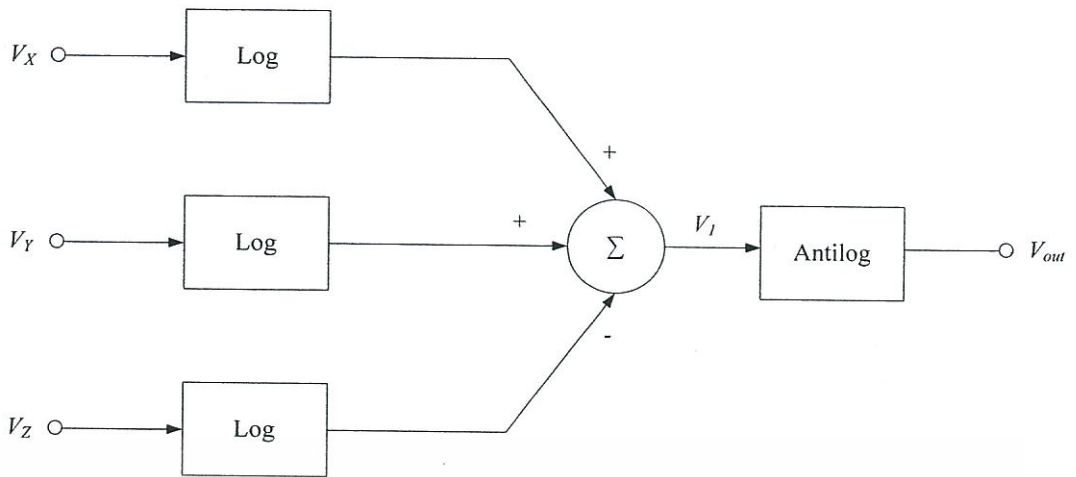 V_X
Log
+
V_Y
Log
+
Σ
V_1
Antilog
V_out
-
V_Z
Log